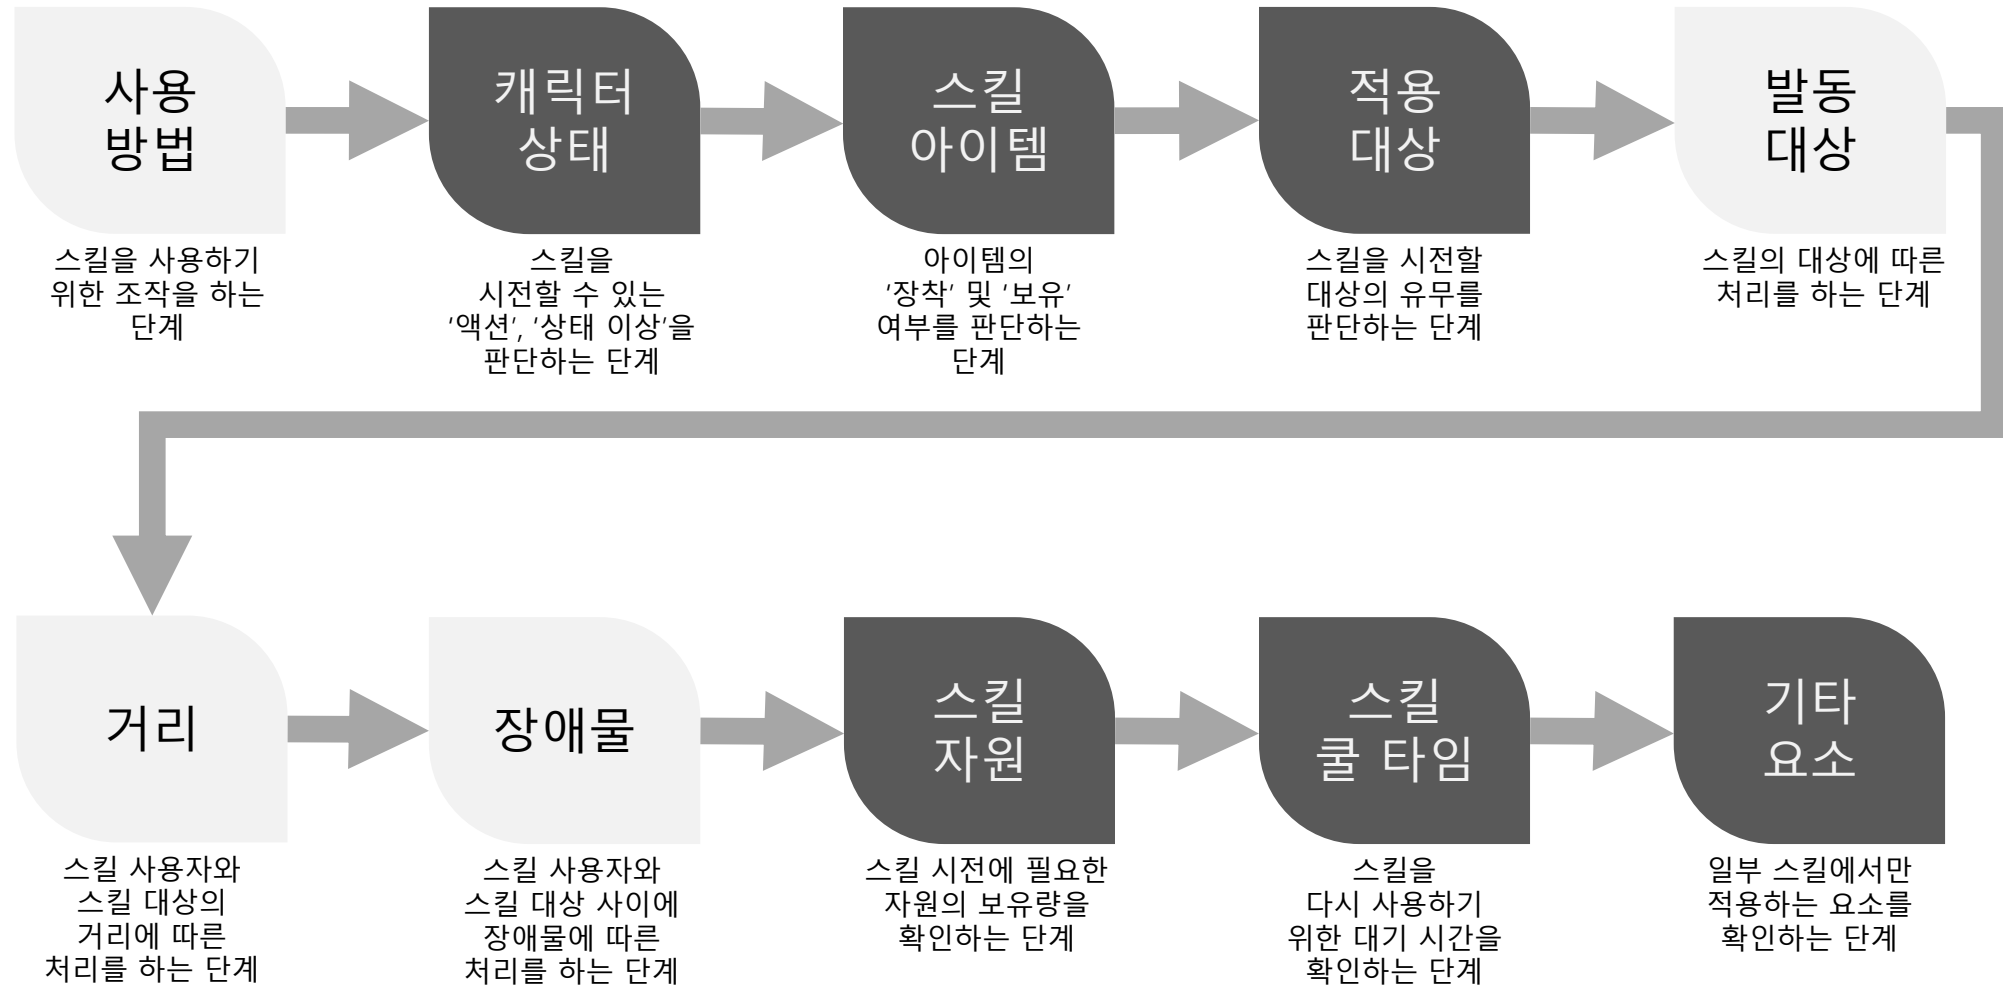 사용
방법
스킬을 사용하기
위한 조작을 하는
단계
캐릭터
상태
스킬을
시전할 수 있는
‘액션’, ‘상태 이상’을
판단하는 단계
스킬
아이템
아이템의
‘장착’ 및 ‘보유’
여부를 판단하는
단계
적용
대상
스킬을 시전할
대상의 유무를
판단하는 단계
발동
대상
스킬의 대상에 따른
처리를 하는 단계
거리
스킬 사용자와
스킬 대상의
거리에 따른
처리를 하는 단계
장애물
스킬 사용자와
스킬 대상 사이에
장애물에 따른
처리를 하는 단계
스킬
자원
스킬 시전에 필요한
자원의 보유량을
확인하는 단계
스킬
쿨 타임
스킬을
다시 사용하기
위한 대기 시간을
확인하는 단계
기타
요소
일부 스킬에서만
적용하는 요소를
확인하는 단계